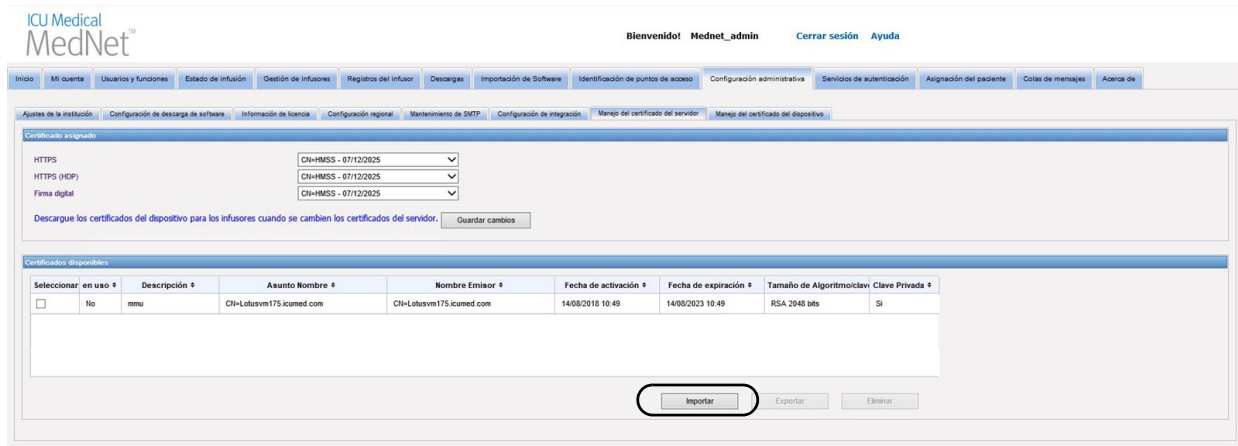 ICU Medical
MedNet™
Bienvenido! Mednet_admin Cerrar sesión Ayuda
Inicio Mi cuenta Usuarios y funciones Estado de infusión Gestión de infusores Registros del infusor Descargas Importación de Software Identificación de puntos de acceso Configuración administrativa Servicios de autenticación Asignación del paciente Colas de mensajes Acerca de
Ajustes de la institución Configuración de descarga de software Información de licencia Configuración regional Mantenimiento de SMTP Configuración de integración Manejo del certificado del servidor Manejo del certificado del dispositivo
Certificado asignado
HTTPS CN=HMSS - 07/12/2025
HTTPS (HDP) CN=HMSS - 07/12/2025
Firma digital CN=HMSS - 07/12/2025
Descargue los certificados del dispositivo para los infusores cuando se cambien los certificados del servidor. Guardar cambios
Certificados disponibles
Seleccionar en uso Descripción Asunto Nombre Nombre Emisor Fecha de activación Fecha de expiración Tamaño de Algoritmo/clav Clave Privada
No mmu CN=Lotusvm175.icumed.com CN=Lotusvm175.icumed.com 14/08/2018 10:49 14/08/2023 10:49 RSA 2048 bits Si
Importar Exportar Eliminar